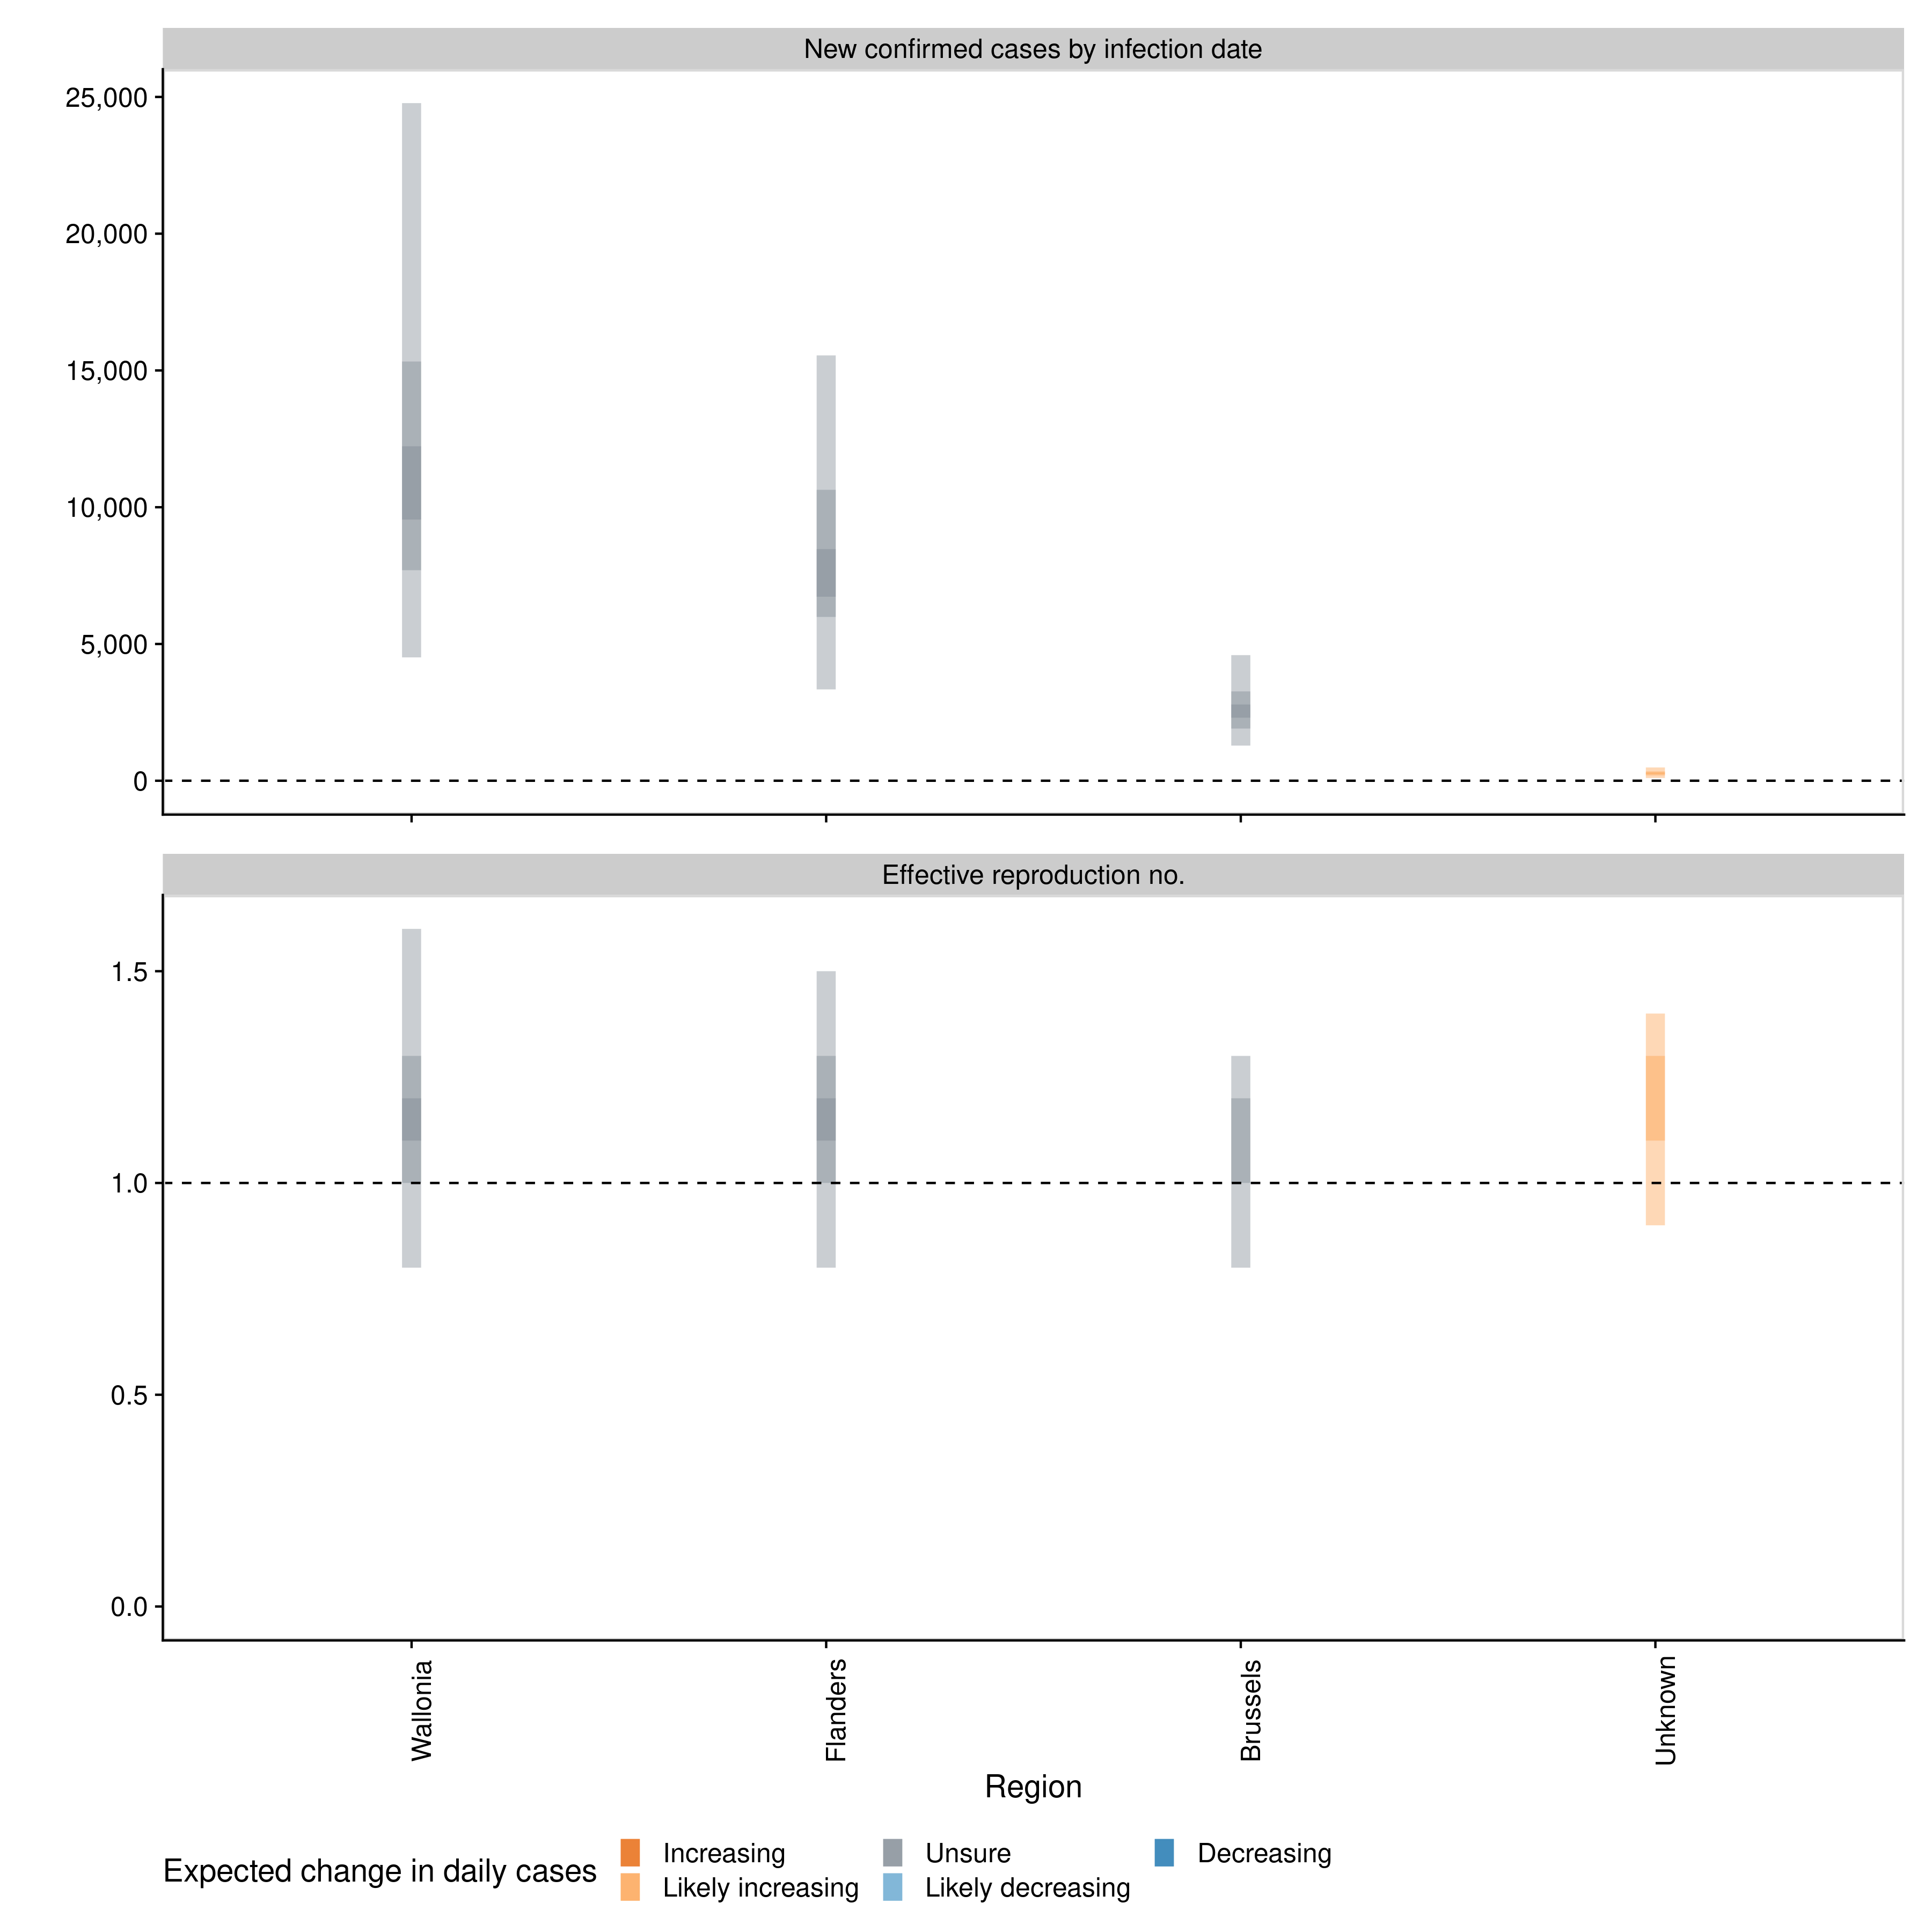 New confirmed cases by infection date
25,000
20,000
15,000
10,000
5,000
0
Effective reproduction no.
1.5
1.0
0.5
0.0
Wallonia
Flanders
Brussels
Unknown
Region
Expected change in daily cases
Increasing
Likely increasing
Unsure
Likely decreasing
Decreasing